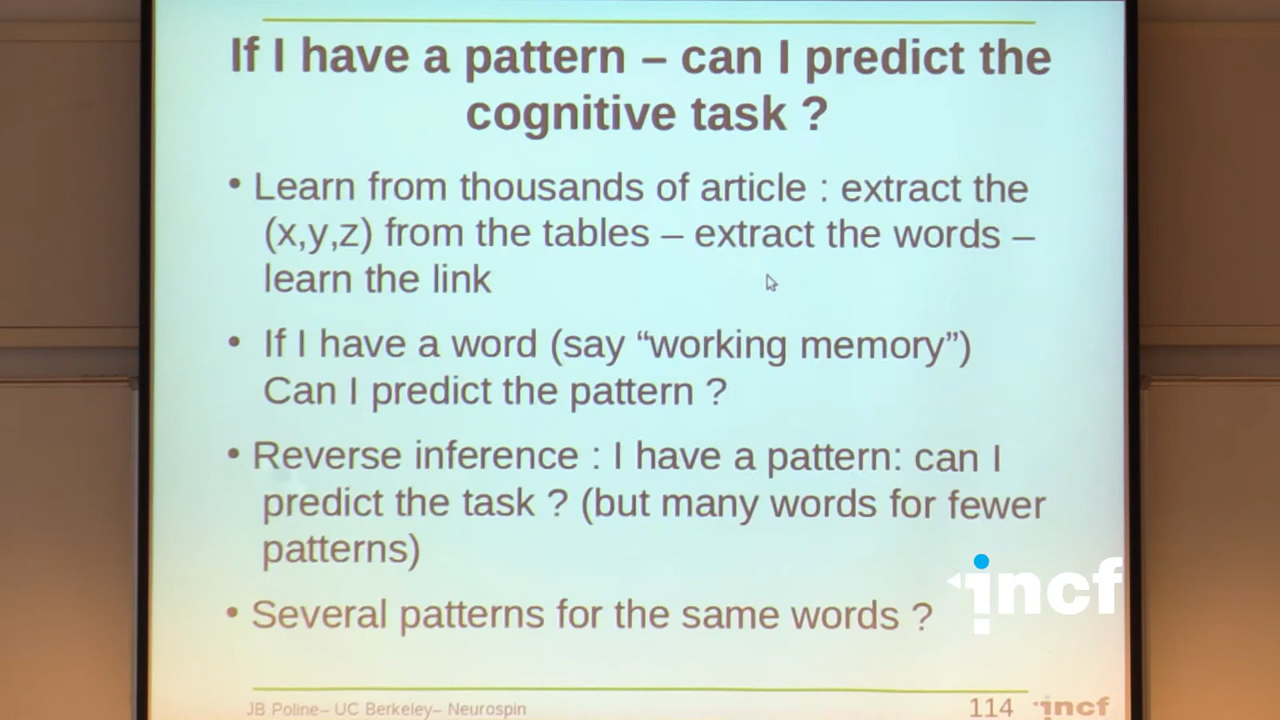 If I have a pattern – can I predict the
cognitive task ?
• Learn from thousands of article : extract the
(x,y,z) from the tables – extract the words –
learn the link
• If I have a word (say “working memory”)
Can I predict the pattern ?
• Reverse inference : I have a pattern: can I
predict the task ? (but many words for fewer
patterns)
incf
• Several patterns for the same words ?
JB Poline– UC Berkeley– Neurospin
114
incf